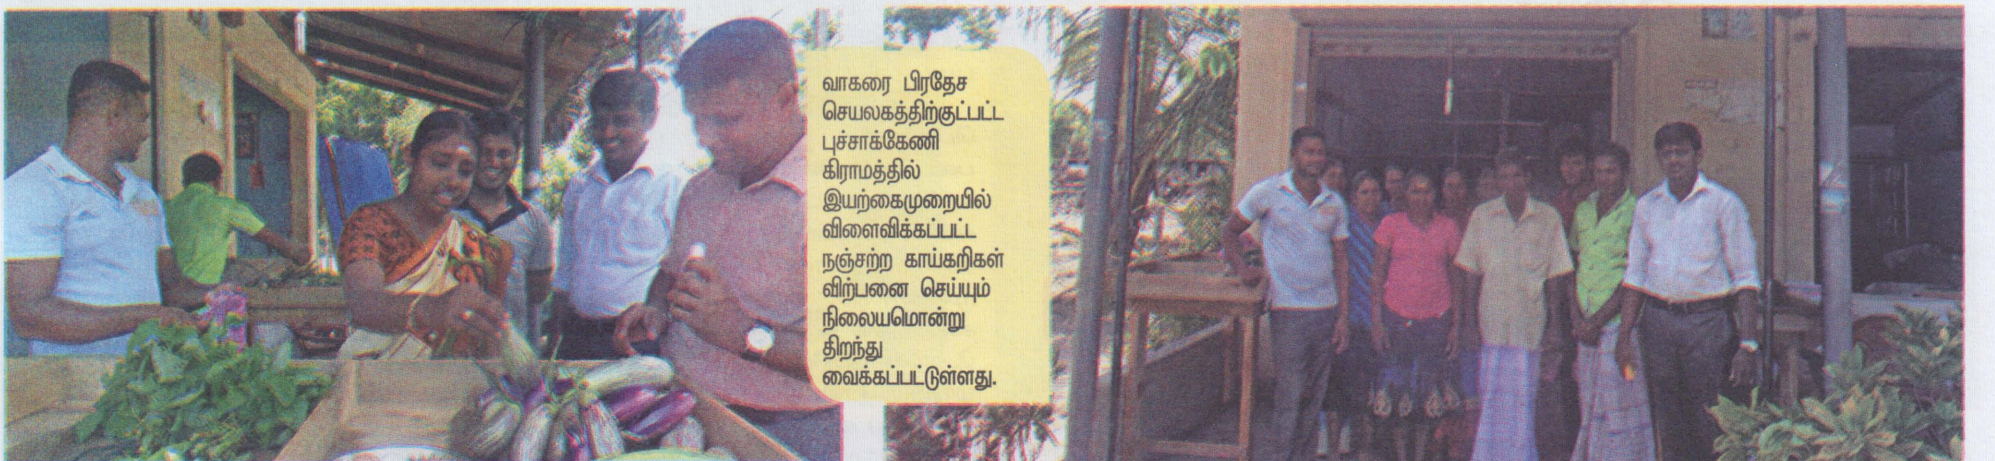 வாகரை பிரதேச
செயலகத்திற்குட்பட்ட
புச்சாக்கேணி
கிராமத்தில்
இயற்கைமுறையில்
விளைவிக்கப்பட்ட
நஞ்சற்ற காய்கறிகள்
விற்பனை செய்யும்
நிலையமொன்று
திறந்து
வைக்கப்பட்டுள்ளது.